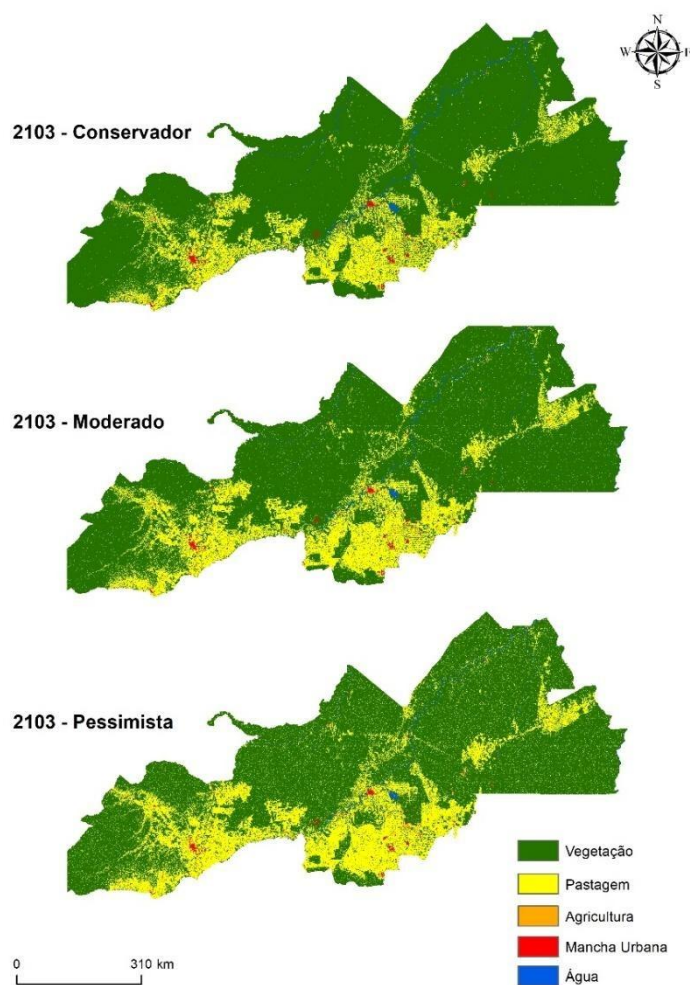 N
W E
S
2103 - Conservador
2103 - Moderado
2103 - Pessimista
Vegetação
Pastagem
Agricultura
Mancha Urbana
Água
0 310 km